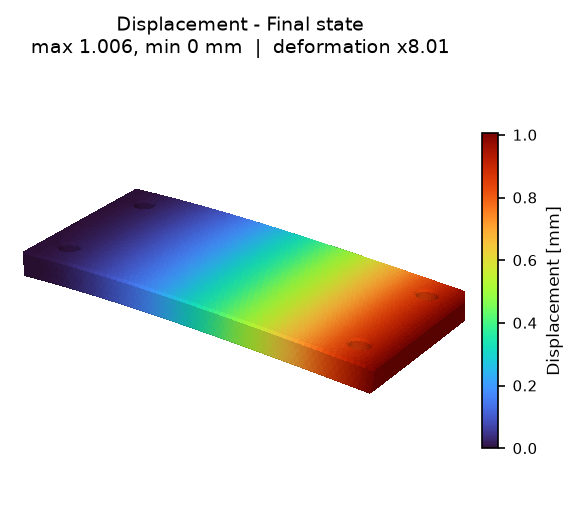 Displacement - Final state
max 1.006, min 0 mm  |  deformation x8.01
1.0
0.8
0.6
0.4
0.2
0.0
Displacement [mm]